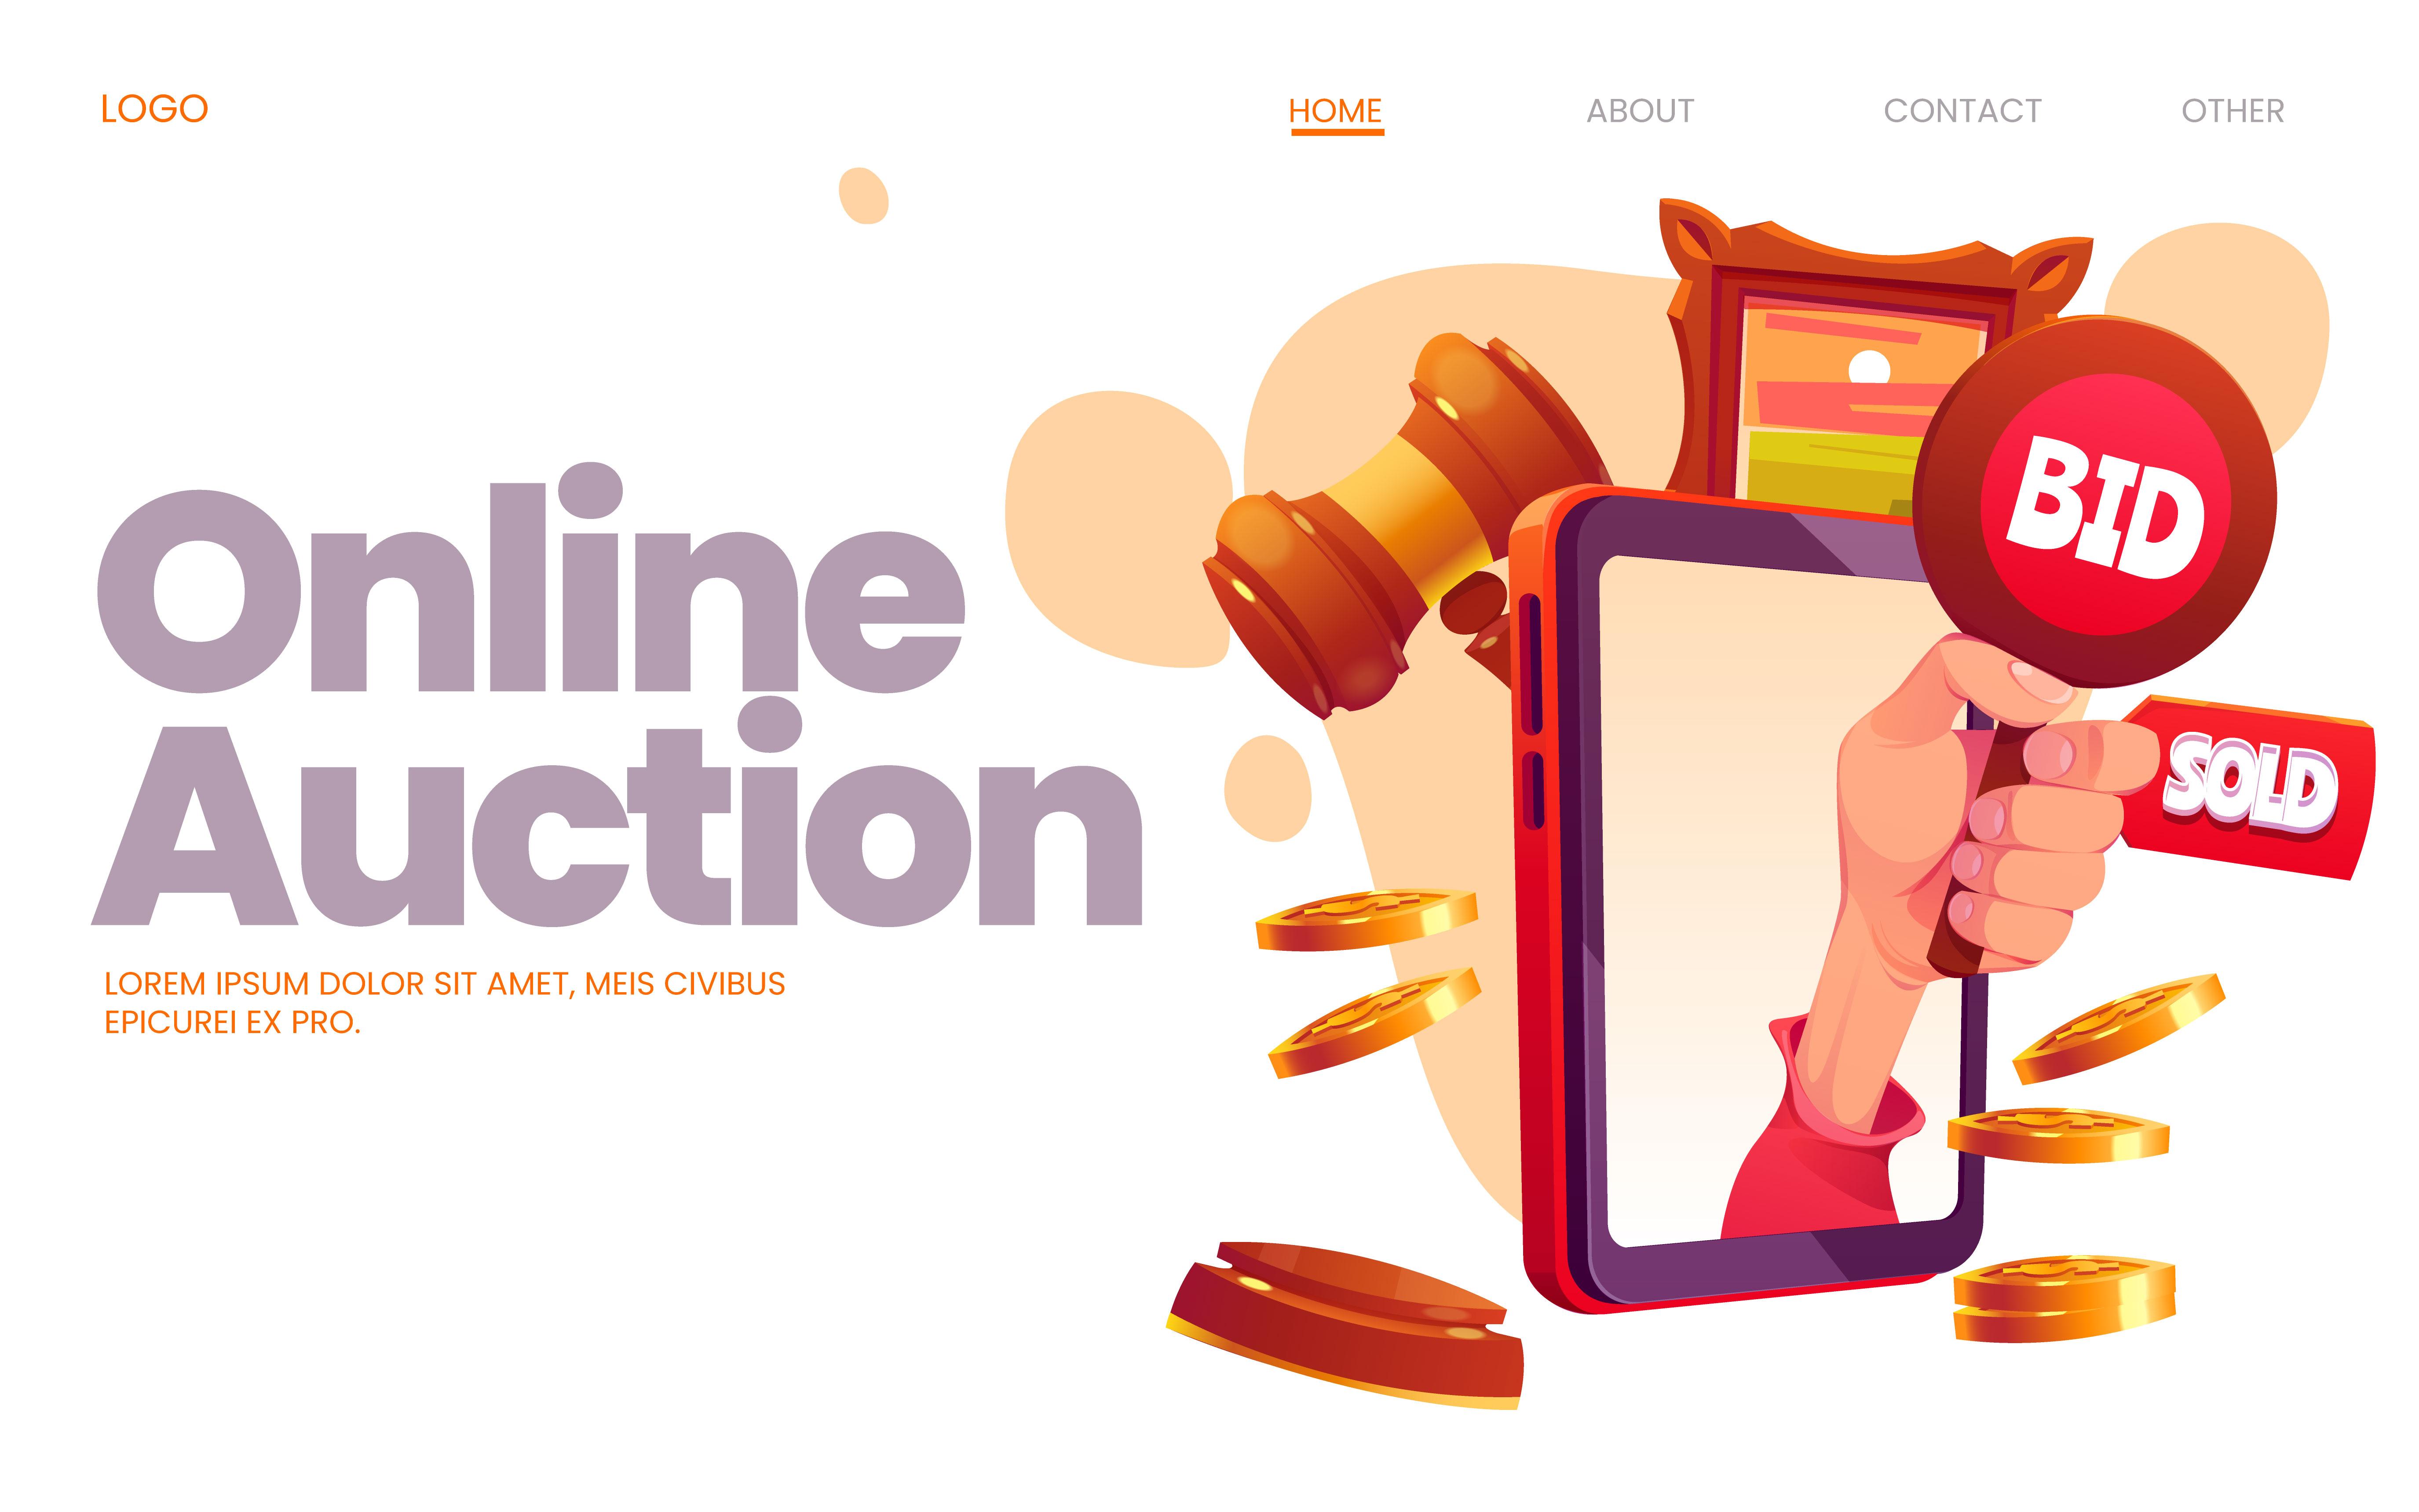 LOGO
HOME ABOUT CONTACT OTHER
Online
Auction
LOREM IPSUM DOLOR SIT AMET, MEIS CIVIBUS
EPICUREI EX PRO.
BID
SOLD